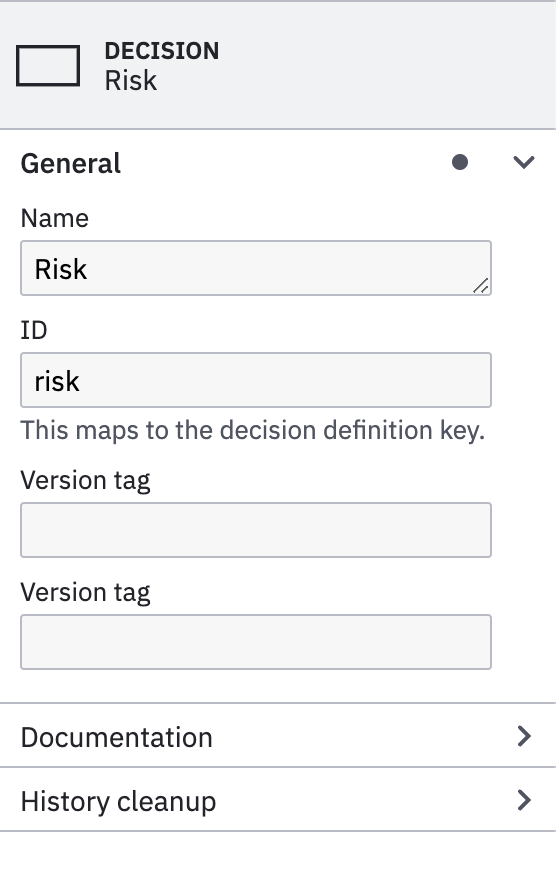 DECISION
Risk
General
Name
Risk
ID
risk
This maps to the decision definition key.
Version tag
Version tag
Documentation
History cleanup